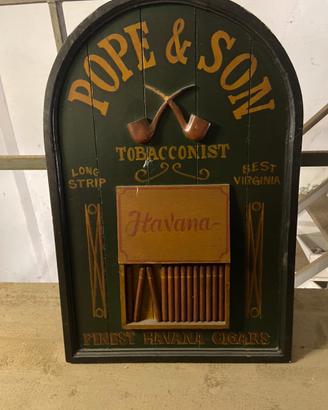 POPE & SON
TOBACCONIST
LONG
STRIP
BEST
VIRGINIA
Havana
FINEST HAVANA CIGARS